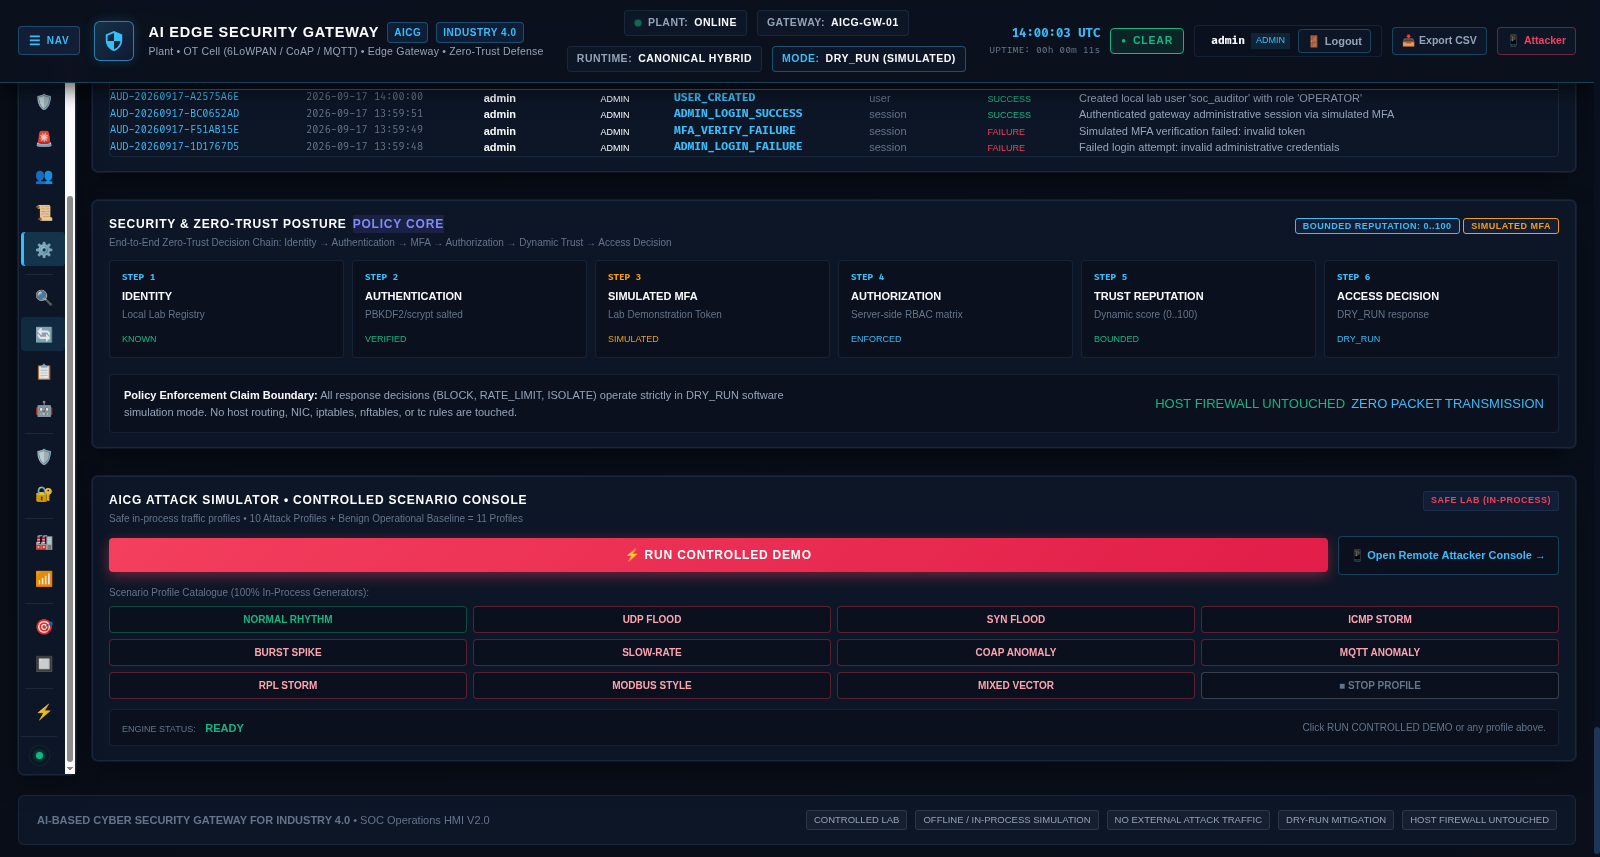 ☰ NAV
AI EDGE SECURITY GATEWAY AICG INDUSTRY 4.0
Plant • OT Cell (6LoWPAN / CoAP / MQTT) • Edge Gateway • Zero-Trust Defense
PLANT: ONLINE GATEWAY: AICG-GW-01
RUNTIME: CANONICAL HYBRID MODE: DRY_RUN (SIMULATED)
14:00:03 UTC
UPTIME: 00h 00m 11s
• CLEAR
admin ADMIN Logout
Export CSV
Attacker
AUD-20260917-A2575A6E 2026-09-17 14:00:00 admin ADMIN USER_CREATED user SUCCESS Created local lab user 'soc_auditor' with role 'OPERATOR'
AUD-20260917-BC0652AD 2026-09-17 13:59:51 admin ADMIN ADMIN_LOGIN_SUCCESS session SUCCESS Authenticated gateway administrative session via simulated MFA
AUD-20260917-F51AB15E 2026-09-17 13:59:49 admin ADMIN MFA_VERIFY_FAILURE session FAILURE Simulated MFA verification failed: invalid token
AUD-20260917-1D1767D5 2026-09-17 13:59:48 admin ADMIN ADMIN_LOGIN_FAILURE session FAILURE Failed login attempt: invalid administrative credentials
SECURITY & ZERO-TRUST POSTURE POLICY CORE
BOUNDED REPUTATION: 0..100 SIMULATED MFA
End-to-End Zero-Trust Decision Chain: Identity → Authentication → MFA → Authorization → Dynamic Trust → Access Decision
STEP 1
IDENTITY
Local Lab Registry
KNOWN
STEP 2
AUTHENTICATION
PBKDF2/scrypt salted
VERIFIED
STEP 3
SIMULATED MFA
Lab Demonstration Token
SIMULATED
STEP 4
AUTHORIZATION
Server-side RBAC matrix
ENFORCED
STEP 5
TRUST REPUTATION
Dynamic score (0..100)
BOUNDED
STEP 6
ACCESS DECISION
DRY_RUN response
DRY_RUN
Policy Enforcement Claim Boundary: All response decisions (BLOCK, RATE_LIMIT, ISOLATE) operate strictly in DRY_RUN software
simulation mode. No host routing, NIC, iptables, nftables, or tc rules are touched.
HOST FIREWALL UNTOUCHED ZERO PACKET TRANSMISSION
AICG ATTACK SIMULATOR • CONTROLLED SCENARIO CONSOLE
SAFE LAB (IN-PROCESS)
Safe in-process traffic profiles • 10 Attack Profiles + Benign Operational Baseline = 11 Profiles
⚡ RUN CONTROLLED DEMO
Open Remote Attacker Console →
Scenario Profile Catalogue (100% In-Process Generators):
NORMAL RHYTHM UDP FLOOD SYN FLOOD ICMP STORM
BURST SPIKE SLOW-RATE COAP ANOMALY MQTT ANOMALY
RPL STORM MODBUS STYLE MIXED VECTOR ■ STOP PROFILE
ENGINE STATUS: READY
Click RUN CONTROLLED DEMO or any profile above.
AI-BASED CYBER SECURITY GATEWAY FOR INDUSTRY 4.0 • SOC Operations HMI V2.0
CONTROLLED LAB OFFLINE / IN-PROCESS SIMULATION NO EXTERNAL ATTACK TRAFFIC DRY-RUN MITIGATION HOST FIREWALL UNTOUCHED